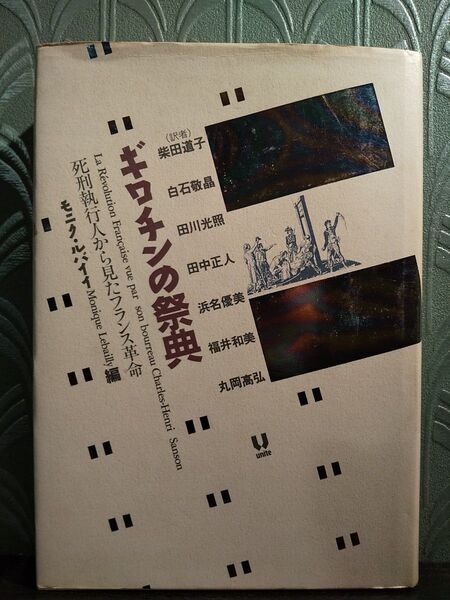 ギロチンの祭典
La Révolution Française vue par son bourreau Charles-Henri Sanson
死刑執行人から見たフランス革命
モニク・ルバイイ Monique Lebailly 編
(訳者)
柴田道子
白石敬晶
田川光照
田中正人
浜名優美
福井和美
丸岡高弘
unite